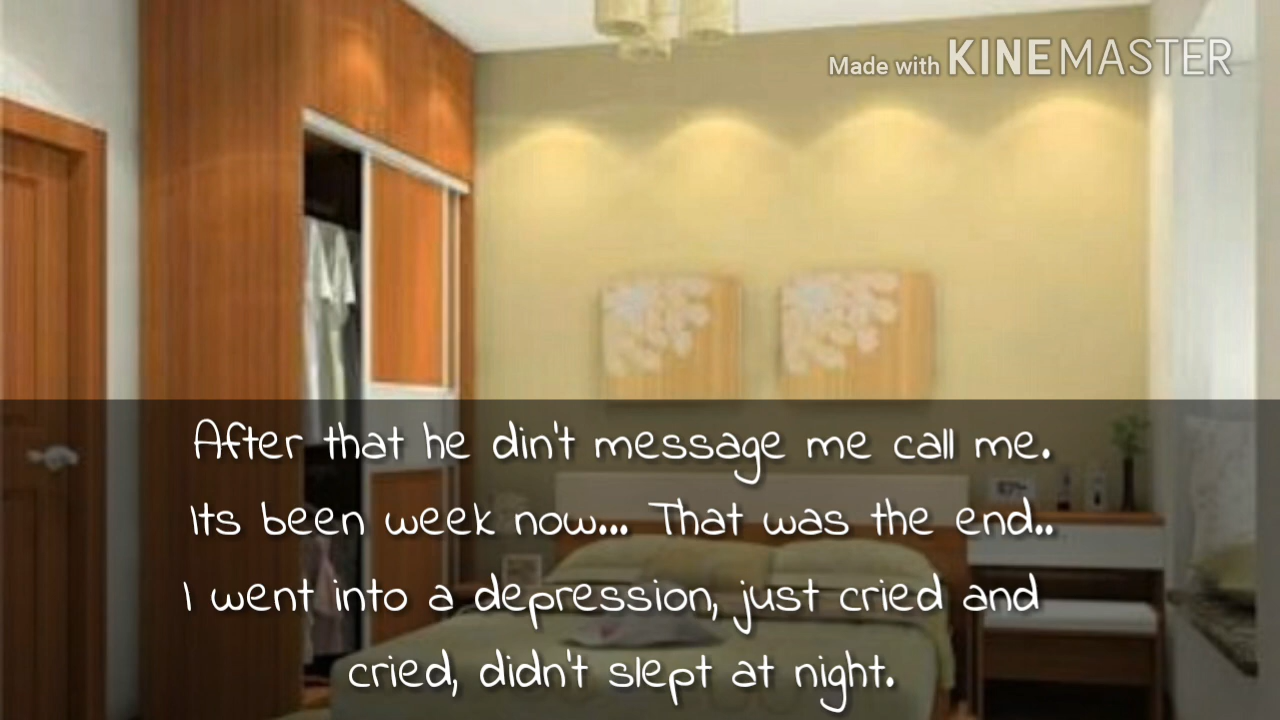 Made with KINEMASTER
After that he din't message me call me.
Its been week now... That was the end..
I went into a depression, just cried and
cried, didn't slept at night.